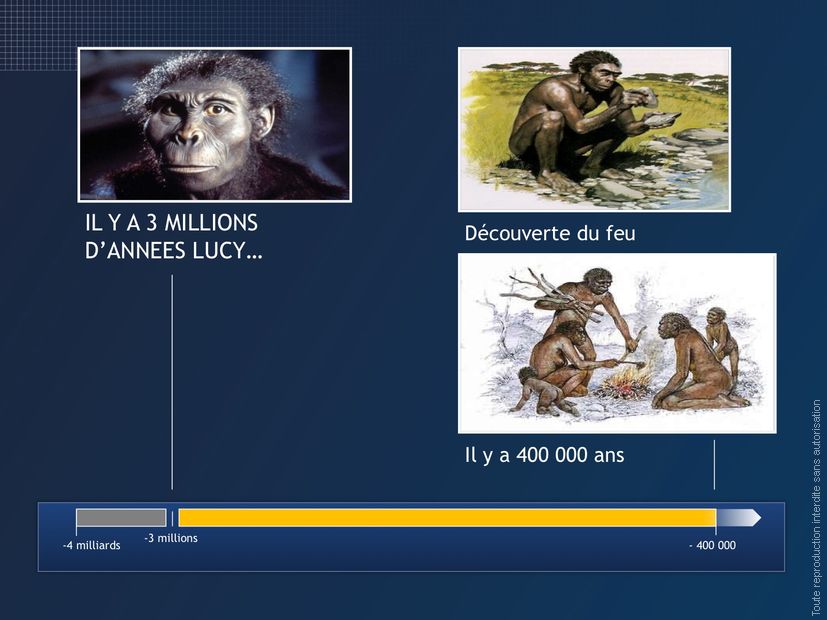 IL Y A 3 MILLIONS
D’ANNEES LUCY…
Découverte du feu
Il y a 400 000 ans
-4 milliards
-3 millions
- 400 000
Toute reproduction interdite sans autorisation